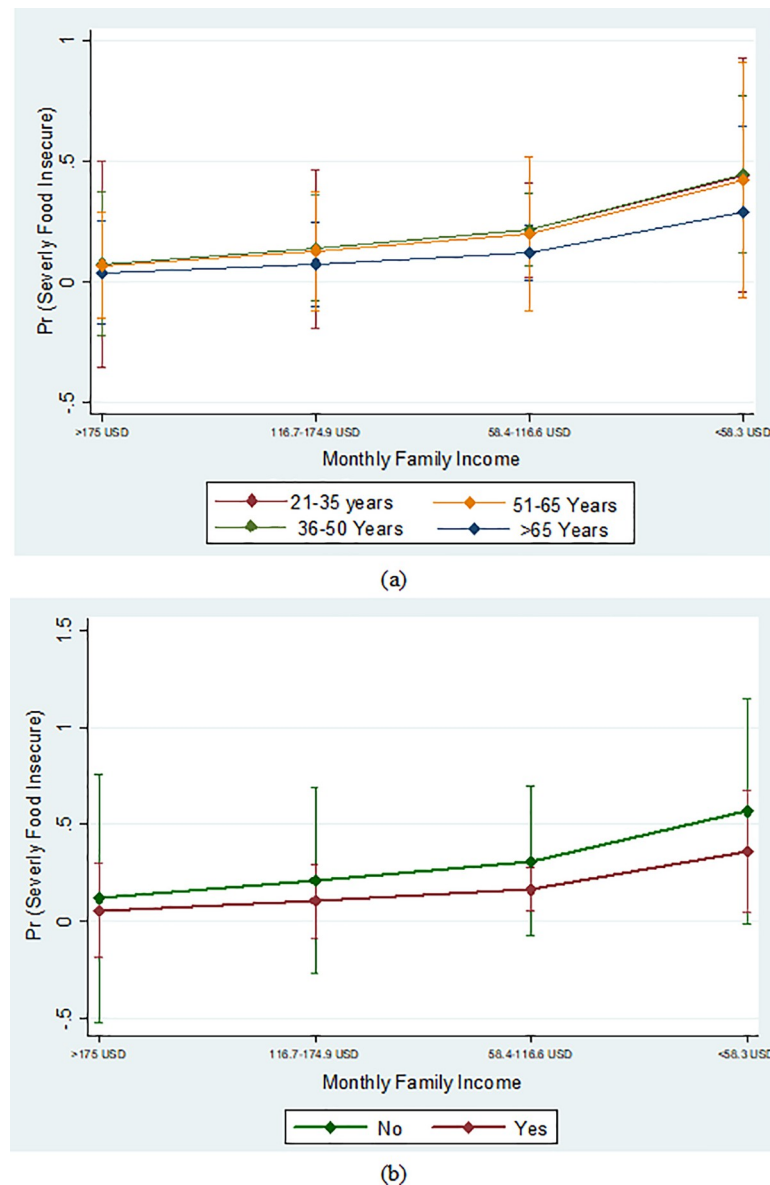 1
.5
0
-.5
Pr (Severly Food Insecure)
>175 USD 116.7-174.9 USD 58.4-116.6 USD <58.3 USD
Monthly Family Income
21-35 years 51-65 Years
36-50 Years >65 Years
(a)
1.5
1
.5
0
-.5
Pr (Severly Food Insecure)
>175 USD 116.7-174.9 USD 58.4-116.6 USD <58.3 USD
Monthly Family Income
No Yes
(b)